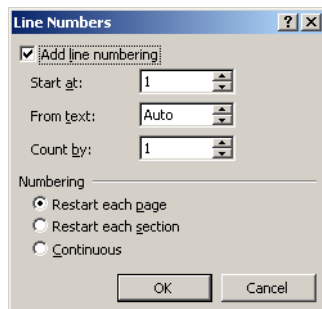 Line Numbers
Add line numbering
Start at: 1
From text: Auto
Count by: 1
Numbering
Restart each page
Restart each section
Continuous
OK Cancel